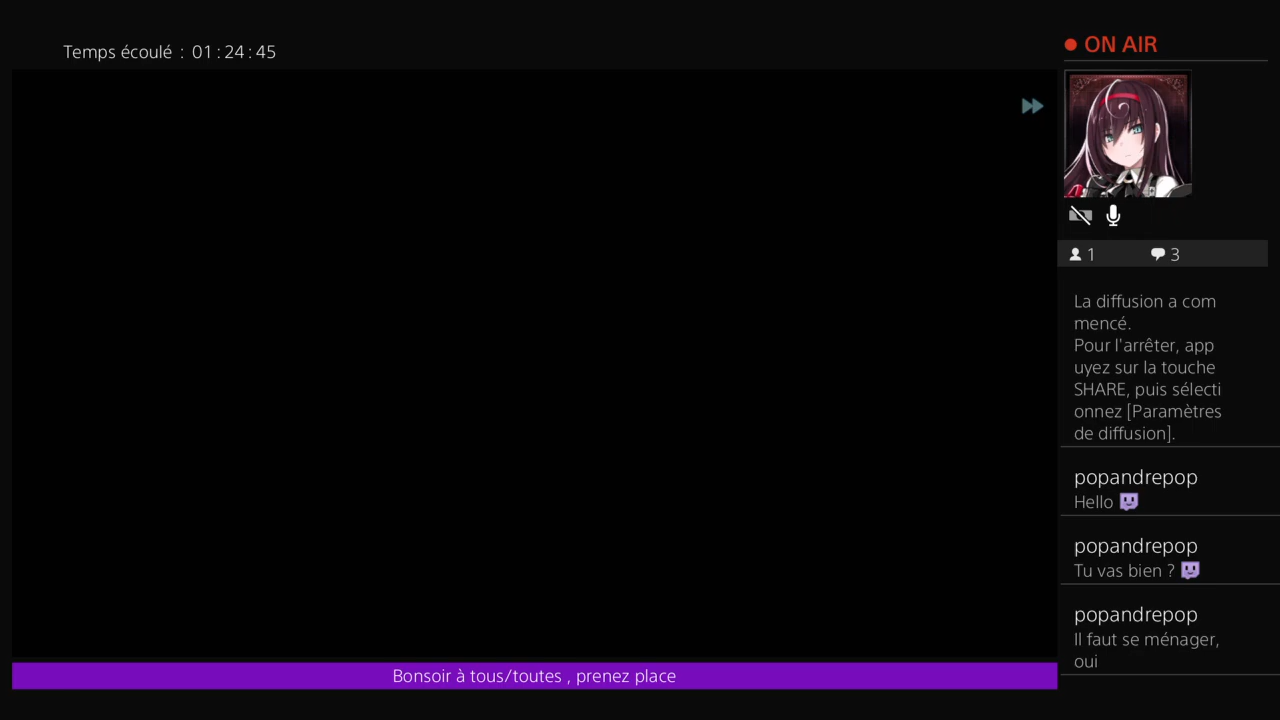 Temps écoulé : 01:24:45
ON AIR
1
3
La diffusion a com
mencé.
Pour l'arrêter, app
uyez sur la touche
SHARE, puis sélecti
onnez [Paramètres
de diffusion].
popandrepop
Hello
popandrepop
Tu vas bien ?
popandrepop
Il faut se ménager,
oui
Bonsoir à tous/toutes , prenez place